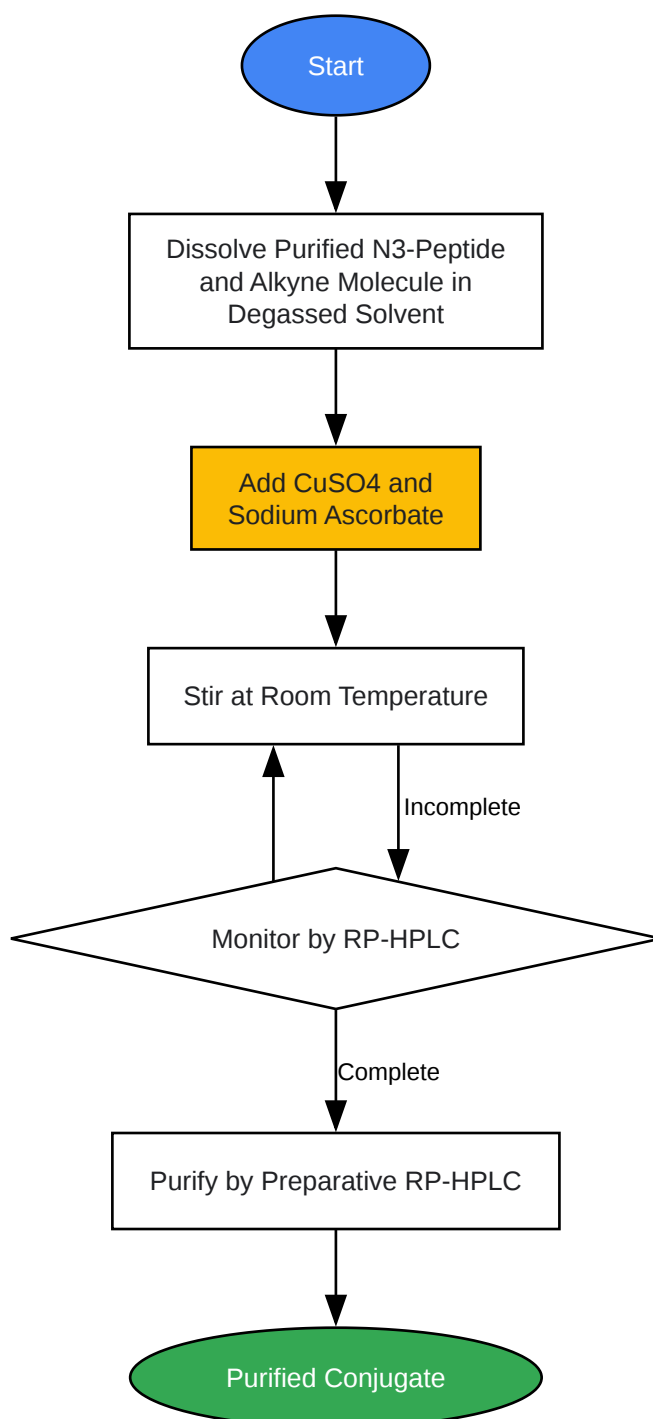 Start
Dissolve Purified N3-Peptide
and Alkyne Molecule in
Degassed Solvent
Add CuSO4 and
Sodium Ascorbate
Stir at Room Temperature
Incomplete
Monitor by RP-HPLC
Complete
Purify by Preparative RP-HPLC
Purified Conjugate